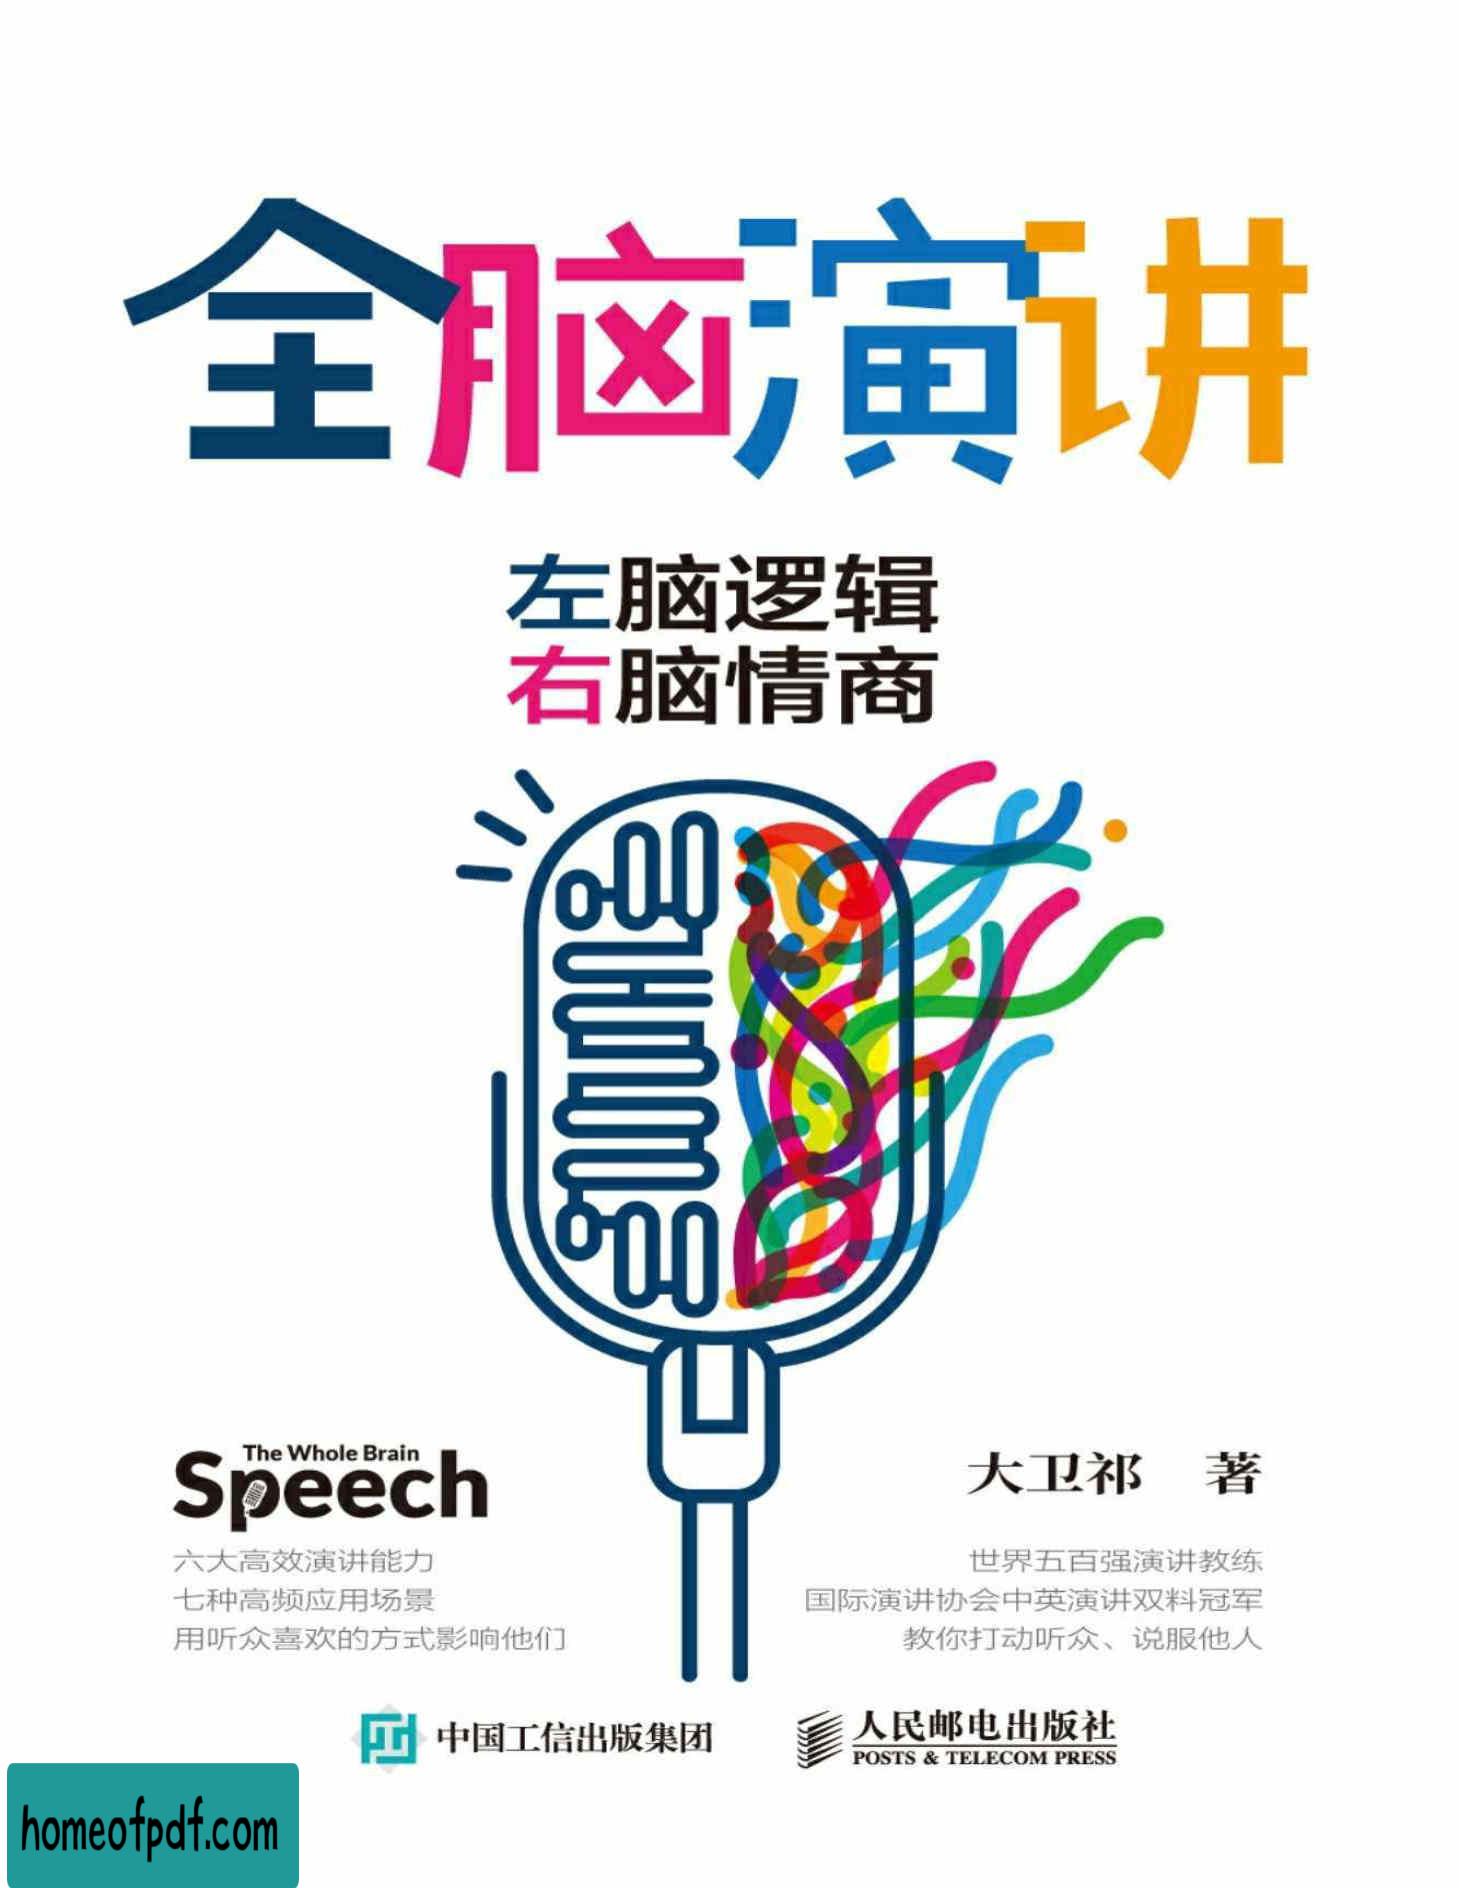 全脑演讲
左脑逻辑
右脑情商
The Whole Brain
Speech
六大高效演讲能力
七种高频应用场景
用听众喜欢的方式影响他们
大卫祁 著
世界五百强演讲教练
国际演讲协会中英演讲双料冠军
教你打动听众、说服他人
中国工信出版集团
人民邮电出版社
POSTS & TELECOM PRESS
homeofpdf.com